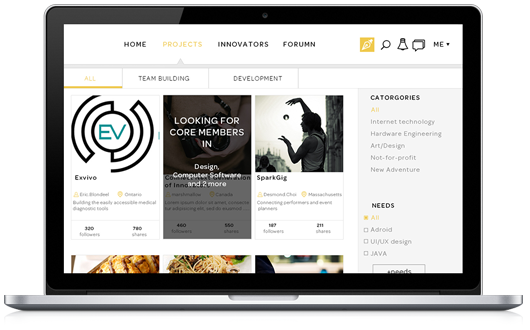 HOME PROJECTS INNOVATORS FORUMN ME
ALL TEAM BUILDING DEVELOPMENT
EV
Exvivo
Eric Blondeel Ontario
Building the easily accessible medical
diagnostic tools
320 780
followers shares
LOOKING FOR
CORE MEMBERS
IN
Design,
Computer Software
and 2 more
Canada
460 550
followers shares
SparkGig
Desmond Choi Massachusetts
Connecting performers and event
planners
187 211
followers shares
CATORGORIES
All
Internet technology
Hardware Engineering
Art/Design
Not-for-profit
New Adventure
NEEDS
All
Adroid
UI/UX design
JAVA
+needs